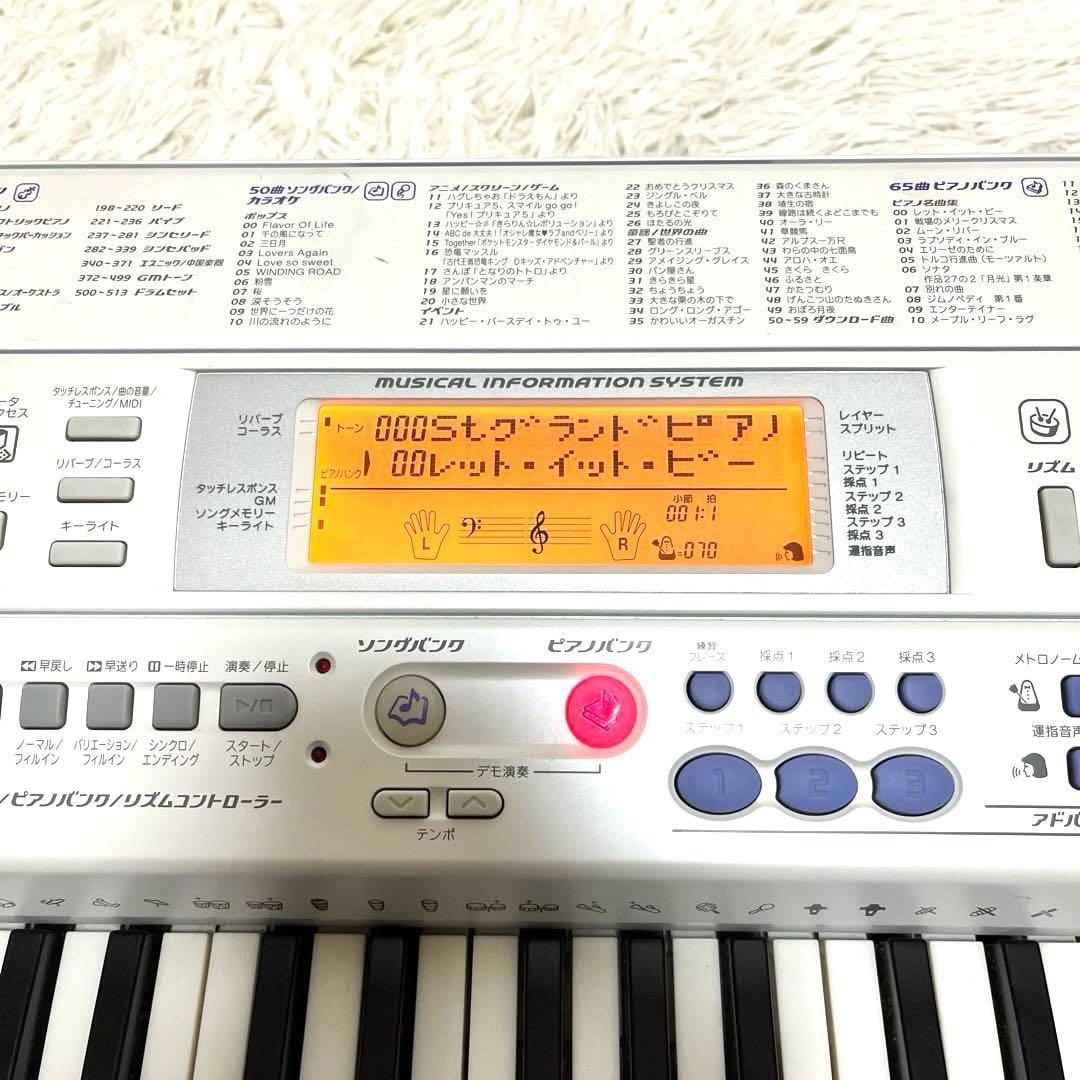 198~220 リード
221~236 パイプ
237~281 シンセリード
282~339 シンセパッド
340~371 エスニック/中国楽器
372~499 GMトーン
500~513 ドラムセット
50曲 ソングバンク/
カラオケ
ポップス
00 Flavor Of Life
01 千の風になって
02 三日月
03 Lovers Again
04 Love so sweet
05 WINDING ROAD
06 粉雪
07 桜
08 涙そうそう
09 世界に一つだけの花
10 川の流れのように
アニメ/スクリーン/ゲーム
11 ハグしちゃお「ドラえもん」より
12 プリキュア5、スマイル go go!
「Yes! プリキュア5」より
13 ハッピー☆彡「きらりん☆レボリューション」より
14 ABC de 大丈夫!「オシャレ魔女♥ラブandベリー」より
15 Together「ポケットモンスターダイヤモンド&パール」より
16 恐竜マッスル
「古代王者恐竜キング Dキッズ・アドベンチャー」より
17 さんぽ「となりのトトロ」より
18 アンパンマンのマーチ
19 星に願いを
20 小さな世界
イベント
21 ハッピー・バースデイ・トゥ・ユー
22 おめでとうクリスマス
23 ジングル・ベル
24 きよしこの夜
25 もろびとこぞりて
26 ほたるの光
童謡/世界の曲
27 聖者の行進
28 グリーンスリーブス
29 アメイジング・グレイス
30 パン屋さん
31 きらきら星
32 ちょうちょう
33 大きな栗の木の下で
34 ロング・ロング・アゴー
35 かわいいオーガスチン
36 森のくまさん
37 大きな古時計
38 埴生の宿
39 線路は続くよどこまでも
40 オーラ・リー
41 草競馬
42 アルプス一万尺
43 わらの中の七面鳥
44 アロハ・オエ
45 さくら さくら
46 ふるさと
47 かたつむり
48 げんこつ山のたぬきさん
49 おぼろ月夜
50~59 ダウンロード曲
65曲 ピアノバンク
ピアノ名曲集
00 レット・イット・ビー
01 戦場のメリークリスマス
02 ムーン・リバー
03 ラプソディ・イン・ブルー
04 エリーゼのために
05 トルコ行進曲(モーツァルト)
06 ソナタ
作品27の2「月光」第1楽章
07 別れの曲
08 ジムノペディ 第1番
09 エンターテイナー
10 メープル・リーフ・ラグ
MUSICAL INFORMATION SYSTEM
タッチレスポンス/曲の音量/
チューニング/MIDI
リバーブ/コーラス
キーライト
リバーブ
コーラス
タッチレスポンス
GM
ソングメモリー
キーライト
トーン 000Stグランドピアノ
ピアノバンク 00レット・イット・ビー
小節 拍
001:1
L
R
=070
レイヤー
スプリット
リピート
ステップ 1
採点 1
ステップ 2
採点 2
ステップ 3
採点 3
運指音声
リズム
早戻し
早送り
一時停止
演奏/停止
ノーマル/
フィルイン
バリエーション/
フィルイン
シンクロ/
エンディング
スタート/
ストップ
/ピアノバンク/リズムコントローラー
ソングバンク
ピアノバンク
デモ演奏
テンポ
練習
フレーズ
採点1
採点2
採点3
ステップ1
ステップ2
ステップ3
1
2
3
メトロノーム
運指音声